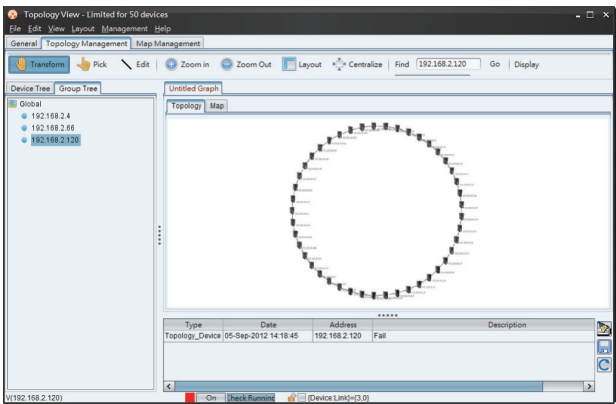 Topology View - Limited for 50 devices
File Edit View Layout Management Help
General Topology Management Map Management
Transform Pick Edit Zoom in Zoom Out Layout Centralize Find 192.168.2.120 Go Display
Device Tree Group Tree
Untitled Graph
Global
192.168.2.4
192.168.2.66
192.168.2.120
Topology Map
Type Date Address Description
Topology_Device 05-Sep-2012 14:18:45 192.168.2.120 Fail
V(192.168.2.120) On Check:Running {Device:Link}={3,0}